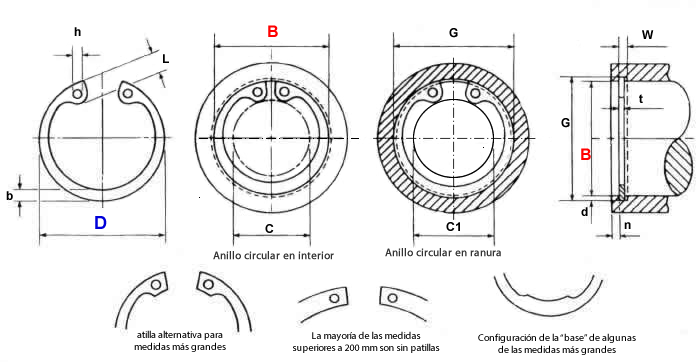 h
L
b
D
B
C
Anillo circular en interior
G
C1
Anillo circular en ranura
W
t
G
B
d
n
atilla alternativa para
medidas más grandes
La mayoría de las medidas
superiores a 200 mm son sin patillas
Configuración de la “base” de algunas
de las medidas más grandes